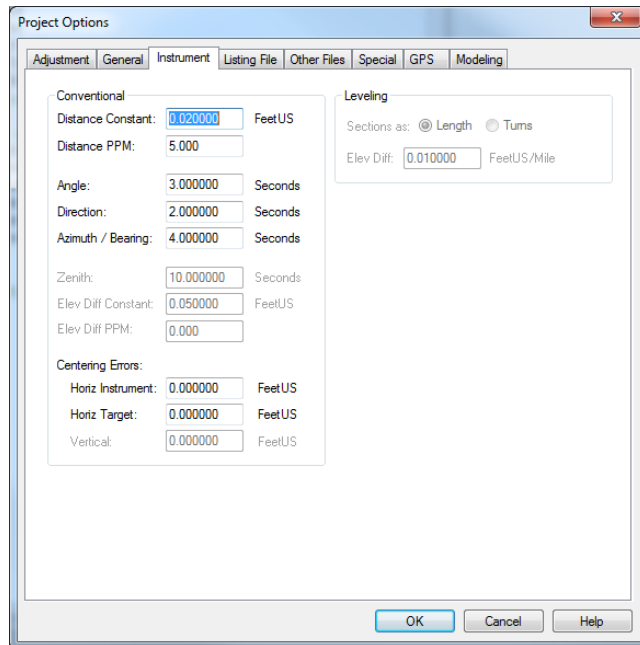 Project Options
x
Adjustment General Instrument Listing File Other Files Special GPS Modeling
Conventional
Distance Constant: 0.020000 FeetUS
Distance PPM: 5.000
Angle: 3.000000 Seconds
Direction: 2.000000 Seconds
Azimuth / Bearing: 4.000000 Seconds
Zenith: 10.000000 Seconds
Elev Diff Constant: 0.050000 FeetUS
Elev Diff PPM: 0.000
Centering Errors:
Horiz Instrument: 0.000000 FeetUS
Horiz Target: 0.000000 FeetUS
Vertical: 0.000000 FeetUS
Leveling
Sections as: Length Turns
Elev Diff: 0.010000 FeetUS/Mile
OK Cancel Help